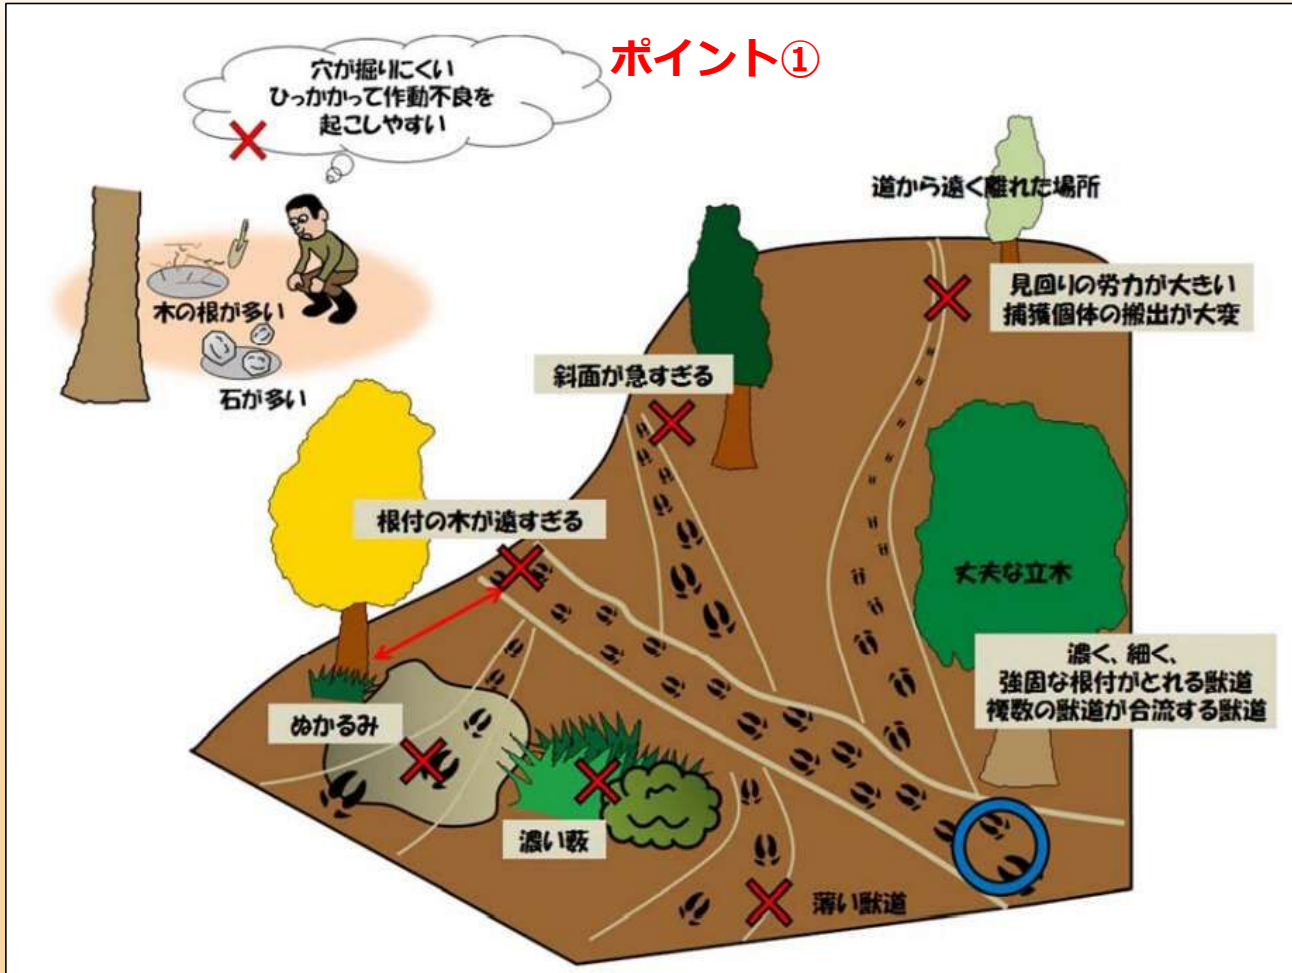 ポイント①
穴が掘りにくい
ひっかかって作動不良を
起こしやすい
木の根が多い
石が多い
道から遠く離れた場所
見回りの労力が大きい
捕獲個体の搬出が大変
斜面が急すぎる
根付の木が遠すぎる
丈夫な立木
濃く、細く、
強固な根付がとれる獣道
複数の獣道が合流する獣道
ぬかるみ
濃い薮
薄い獣道